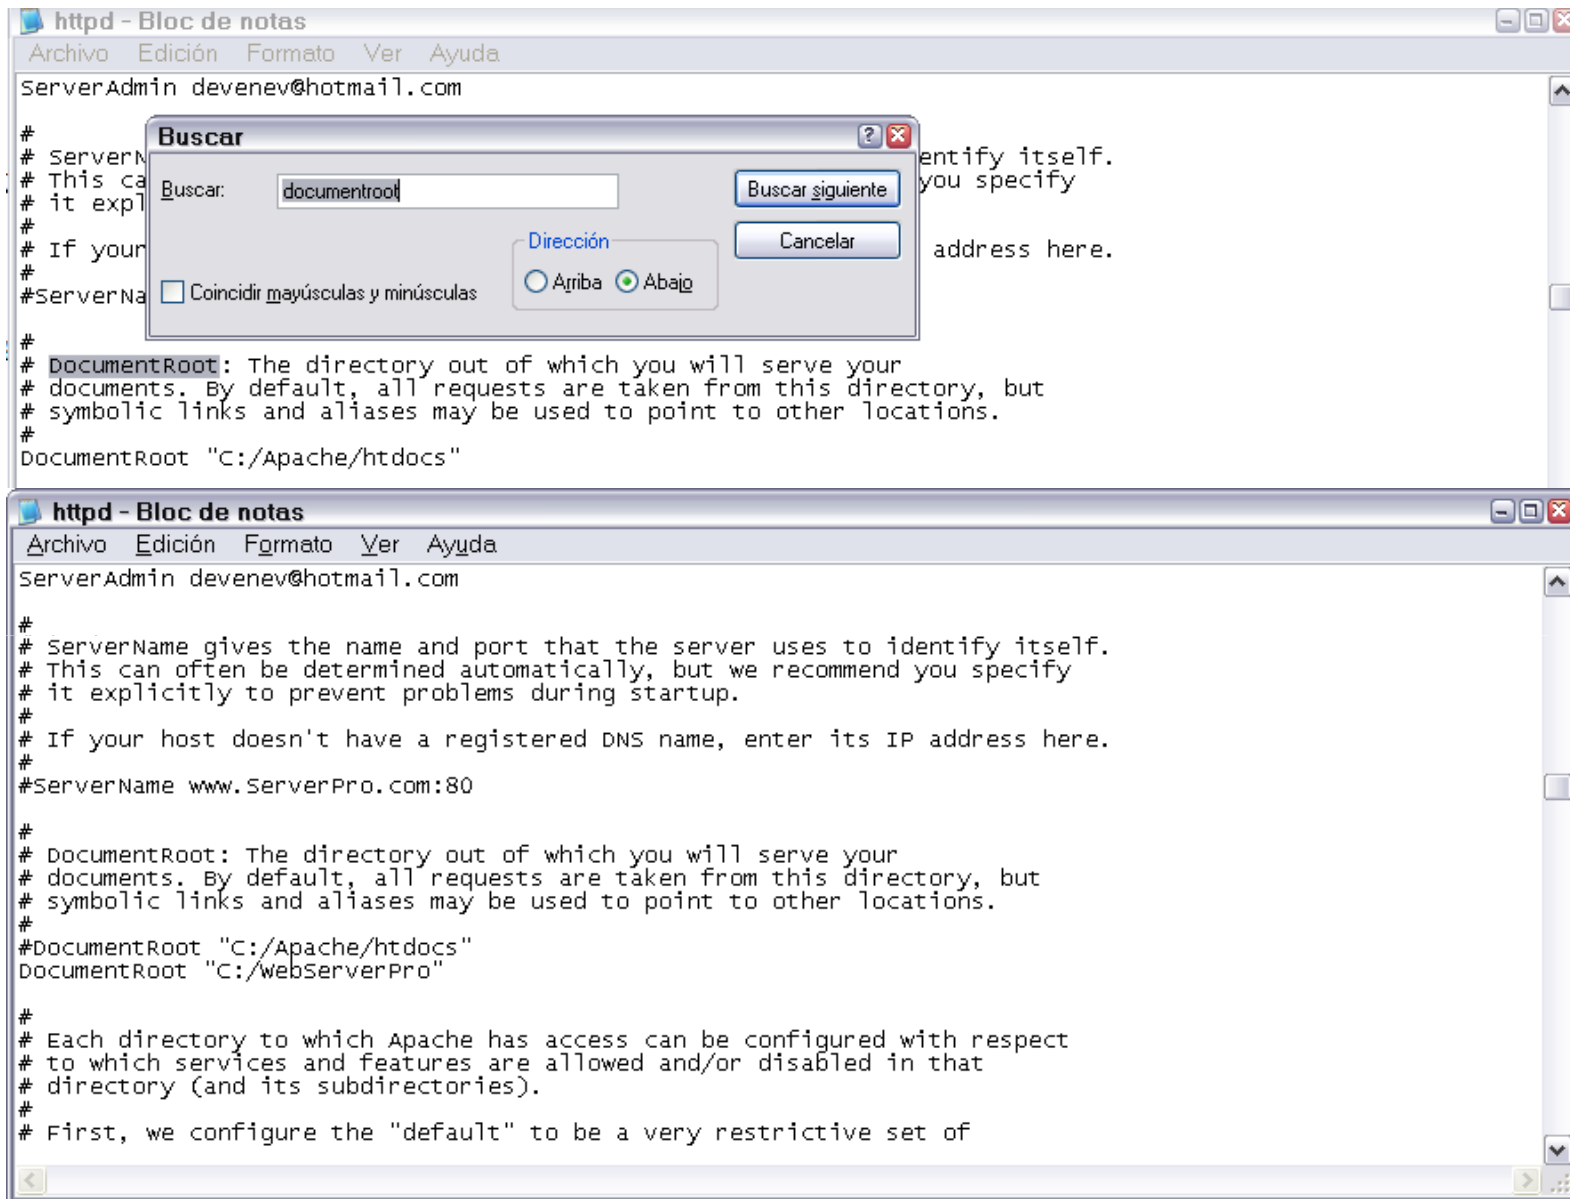 httpd - Bloc de notas
Archivo Edición Formato Ver Ayuda
ServerAdmin devenev@hotmail.com
#
# ServerN
entify itself.
# This ca
you specify
# it expl
#
# If your
address here.
#
#ServerNa
Buscar
Buscar:
documentroot
Buscar siguiente
Dirección
Cancelar
Arriba
Abajo
Coincidir mayúsculas y minúsculas
#
# DocumentRoot: The directory out of which you will serve your
# documents. By default, all requests are taken from this directory, but
# symbolic links and aliases may be used to point to other locations.
#
DocumentRoot "C:/Apache/htdocs"
httpd - Bloc de notas
Archivo Edición Formato Ver Ayuda
ServerAdmin devenev@hotmail.com
#
# ServerName gives the name and port that the server uses to identify itself.
# This can often be determined automatically, but we recommend you specify
# it explicitly to prevent problems during startup.
#
# If your host doesn't have a registered DNS name, enter its IP address here.
#
#ServerName www.ServerPro.com:80
#
# DocumentRoot: The directory out of which you will serve your
# documents. By default, all requests are taken from this directory, but
# symbolic links and aliases may be used to point to other locations.
#
#DocumentRoot "C:/Apache/htdocs"
DocumentRoot "C:/WebServerPro"
#
# Each directory to which Apache has access can be configured with respect
# to which services and features are allowed and/or disabled in that
# directory (and its subdirectories).
#
# First, we configure the "default" to be a very restrictive set of